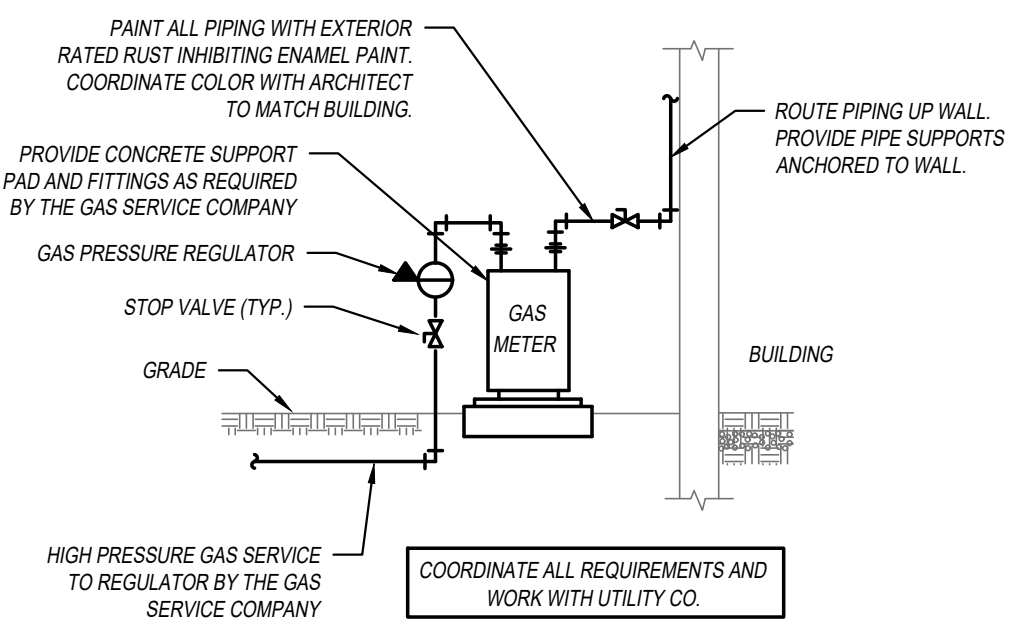 PAINT ALL PIPING WITH EXTERIOR
RATED RUST INHIBITING ENAMEL PAINT.
COORDINATE COLOR WITH ARCHITECT
TO MATCH BUILDING.
ROUTE PIPING UP WALL.
PROVIDE PIPE SUPPORTS
ANCHORED TO WALL.
PROVIDE CONCRETE SUPPORT
PAD AND FITTINGS AS REQUIRED
BY THE GAS SERVICE COMPANY
GAS PRESSURE REGULATOR
STOP VALVE (TYP.)
GAS
METER
BUILDING
GRADE
HIGH PRESSURE GAS SERVICE
TO REGULATOR BY THE GAS
SERVICE COMPANY
COORDINATE ALL REQUIREMENTS AND
WORK WITH UTILITY CO.